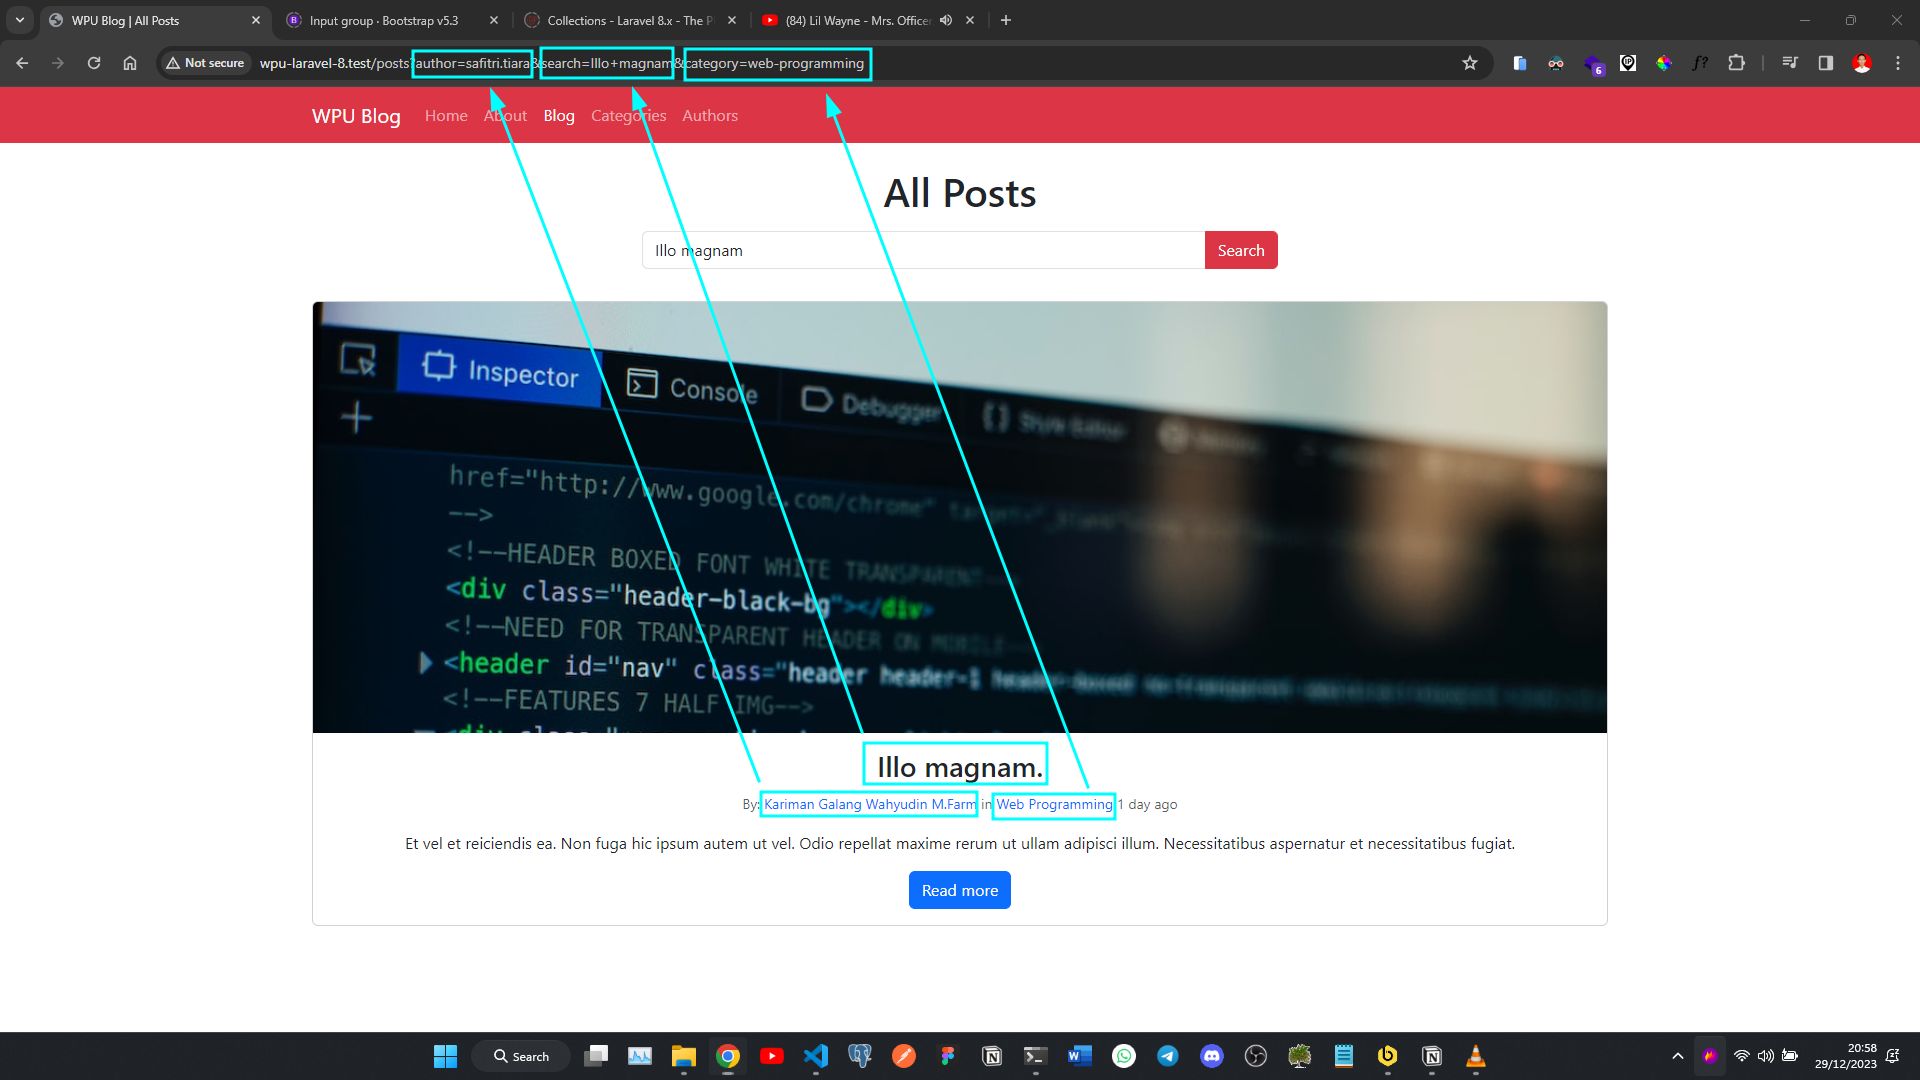 WPU Blog | All Posts
Input group · Bootstrap v5.3
Collections - Laravel 8.x - The P
(84) Lil Wayne - Mrs. Officer
Not secure
wpu-laravel-8.test/posts?author=safitri.tiara&search=Illo+magnam&category=web-programming
6
WPU Blog
Home
About
Blog
Categories
Authors
All Posts
Illo magnam
Search
Inspector
Console
Debugger
{ } Style Editor
href="http://www.google.com/chrome"
-->
<!--HEADER BOXED FONT WHITE TRANSPARENT--
<div class="header-black-bg"></div>
<!--NEED FOR TRANSPARENT HEADER ON MOBILE--
<header id="nav" class="header header-1 header-boxed
<!--FEATURES 7 HALF IMG-->
<div class="
Illo magnam.
By: Kariman Galang Wahyudin M.Farm in Web Programming 1 day ago
Et vel et reiciendis ea. Non fuga hic ipsum autem ut vel. Odio repellat maxime rerum ut ullam adipisci illum. Necessitatibus aspernatur et necessitatibus fugiat.
Read more
Search
20:58
29/12/2023